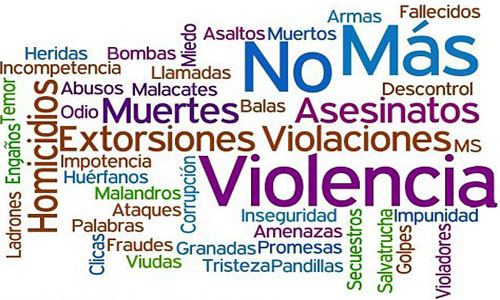 Armas
Fallecidos
Asaltos
Muertos
Miedo
No
Más
Heridas
Bombas
Incompetencia
Llamadas
Abusos
Malacates
Descontrol
Temor
Odio
Muertes
Balas
Asesinatos
Homicidios
Extorsiones
Violaciones
MS
Engaños
Impotencia
Huérfanos
Corrupción
Violencia
Malandros
Ladrones
Ataques
Inseguridad
Impunidad
Palabras
Amenazas
Clicas
Fraudes
Granadas
Promesas
Secuestros
Salvatrucha
Golpes
Violadores
Viudas
Tristeza
Pandillas